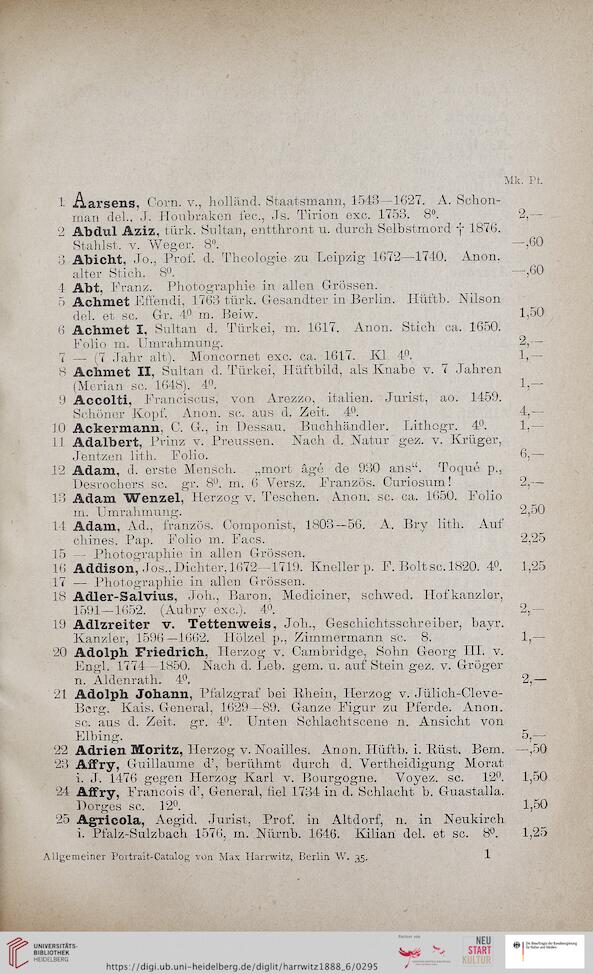 Mk. Pf.
1 Aarsens, Corn. v., holländ. Staatsmann, 1543—1627. A. Schon-
man del., J. Houbraken fec., Js. Tirion exc. 1753. 8⁰. 2,—
2 Abdul Aziz, türk. Sultan, entthront u. durch Selbstmord † 1876.
Stahlst. v. Weger. 8⁰. —,60
3 Abicht, Jo., Prof. d. Theologie zu Leipzig 1672—1740. Anon.
alter Stich. 8⁰. —,60
4 Abt, Franz. Photographie in allen Grössen.
5 Achmet Effendi, 1763 türk. Gesandter in Berlin. Hüftb. Nilson
del. et sc. Gr. 4⁰ m. Beiw. 1,50
6 Achmet I, Sultan d. Türkei, m. 1617. Anon. Stich ca. 1650.
Folio m. Umrahmung. 2,—
7 — (7 Jahr alt). Moncornet exc. ca. 1617. Kl. 4⁰. 1,—
8 Achmet II, Sultan d. Türkei, Hüftbild, als Knabe v. 7 Jahren
(Merian sc. 1648). 4⁰. 1,—
9 Accolti, Franciscus, von Arezzo, italien. Jurist, ao. 1459.
Schöner Kopf. Anon. sc. aus d. Zeit. 4⁰. 4,—
10 Ackermann, C. G., in Dessau. Buchhändler. Lithogr. 4⁰. 1,—
11 Adalbert, Prinz v. Preussen. Nach d. Natur gez. v. Krüger,
Jentzen lith. Folio. 6,—
12 Adam, d. erste Mensch. „mort âgé de 930 ans“. Toqué p.,
Desrochers sc. gr. 8⁰. m. 6 Versz. Französ. Curiosum! 2,—
13 Adam Wenzel, Herzog v. Teschen. Anon. sc. ca. 1650. Folio
m. Umrahmung. 2,50
14 Adam, Ad., französ. Componist, 1803—56. A. Bry lith. Auf
chines. Pap. Folio m. Facs. 2,25
15 — Photographie in allen Grössen.
16 Addison, Jos., Dichter, 1672—1719. Kneller p. F. Bolt sc. 1820. 4⁰. 1,25
17 — Photographie in allen Grössen.
18 Adler-Salvius, Joh., Baron, Mediciner, schwed. Hofkanzler,
1591—1652. (Aubry exc.). 4⁰. 2,—
19 Adlzreiter v. Tettenweis, Joh., Geschichtsschreiber, bayr.
Kanzler, 1596—1662. Hölzel p., Zimmermann sc. 8. 1,—
20 Adolph Friedrich, Herzog v. Cambridge, Sohn Georg III. v.
Engl. 1774—1850. Nach d. Leb. gem. u. auf Stein gez. v. Gröger
n. Aldenrath. 4⁰. 2,—
21 Adolph Johann, Pfalzgraf bei Rhein, Herzog v. Jülich-Cleve-
Berg. Kais. General, 1629—89. Ganze Figur zu Pferde. Anon.
sc. aus d. Zeit. gr. 4⁰. Unten Schlachtscene n. Ansicht von
Elbing. 5,—
22 Adrien Moritz, Herzog v. Noailles. Anon. Hüftb. i. Rüst. Bem. —,50
23 Affry, Guillaume d', berühmt durch d. Vertheidigung Morat
i. J. 1476 gegen Herzog Karl v. Bourgogne. Voyez. sc. 12⁰. 1,50
24 Affry, Francois d', General, fiel 1734 in d. Schlacht b. Guastalla.
Dorges sc. 12⁰. 1,50
25 Agricola, Aegid. Jurist, Prof. in Altdorf, n. in Neukirch
i. Pfalz-Sulzbach 1576, m. Nürnb. 1646. Kilian del. et sc. 8⁰. 1,25
Allgemeiner Portrait-Catalog von Max Harrwitz, Berlin W. 35. 1
UNIVERSITÄTS-
BIBLIOTHEK
HEIDELBERG
https://digi.ub.uni-heidelberg.de/diglit/harrwitz1888_6/0295
NEU
START
KULTUR